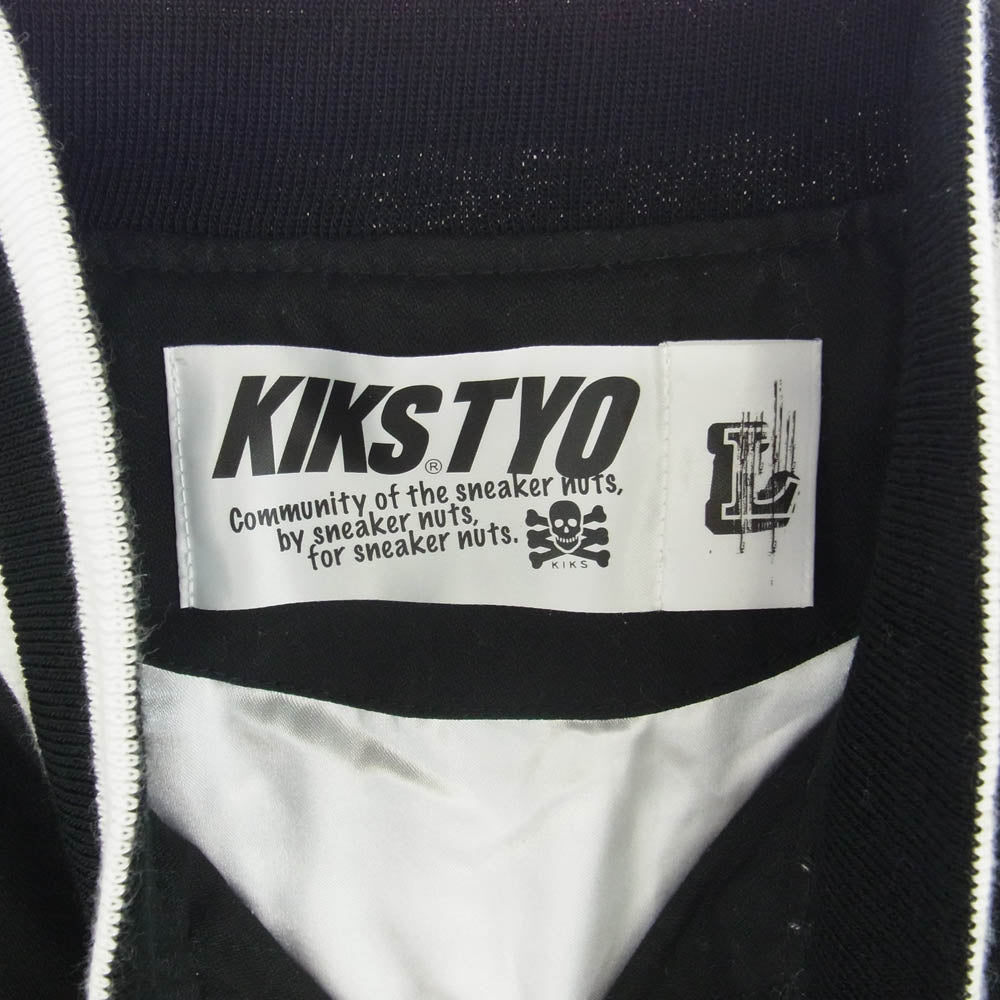 KIKS TYO
®
Community of the sneaker nuts,
by sneaker nuts,
for sneaker nuts.
KIKS
L